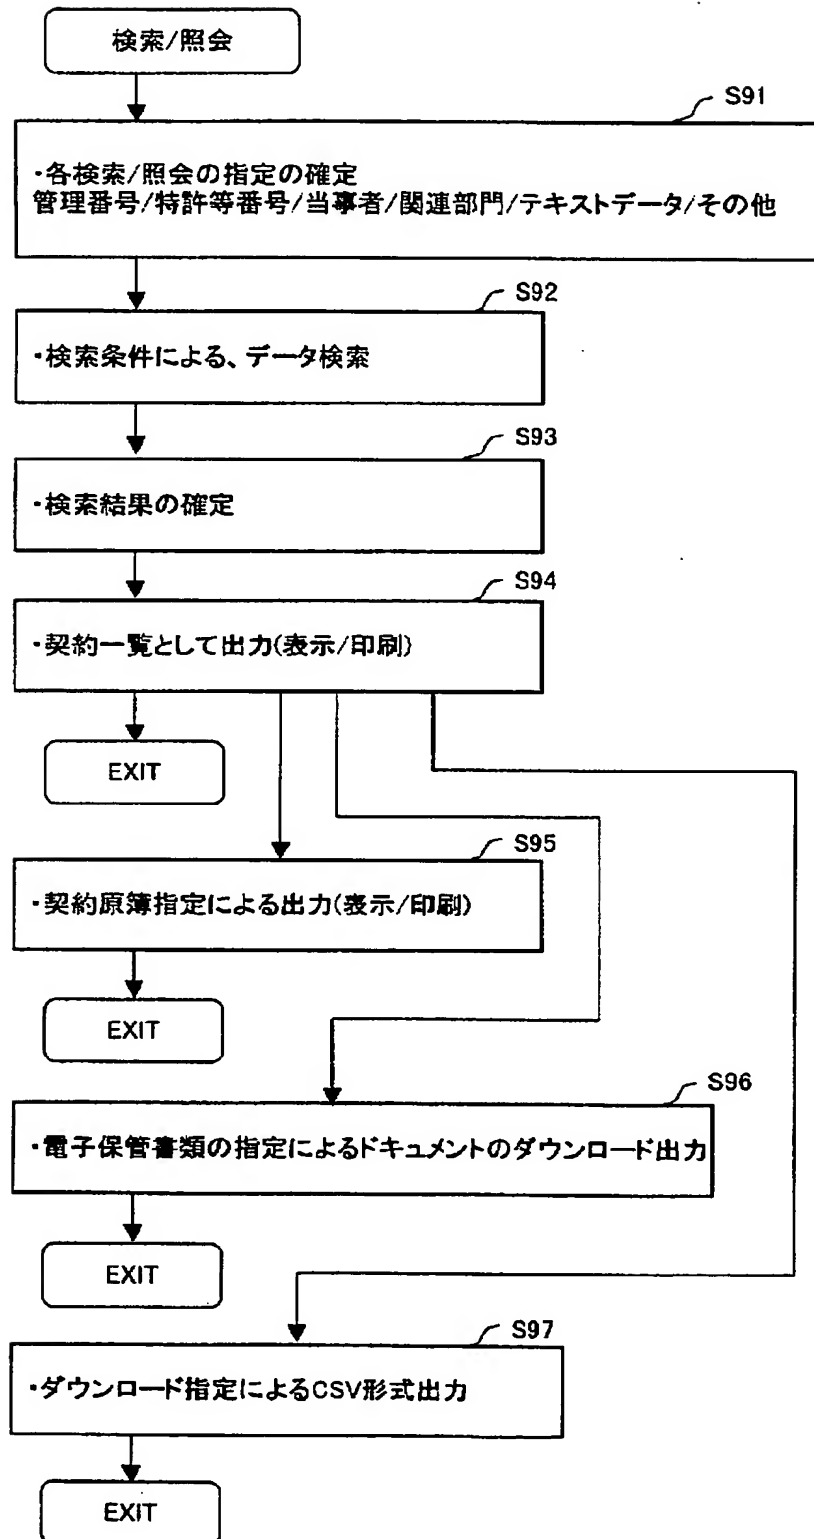 検索/照会
S91
・各検索/照会の指定の確定
管理番号/特許等番号/当事者/関連部門/テキストデータ/その他
S92
・検索条件による、データ検索
S93
・検索結果の確定
S94
・契約一覧として出力(表示/印刷)
EXIT
S95
・契約原簿指定による出力(表示/印刷)
EXIT
S96
・電子保管書類の指定によるドキュメントのダウンロード出力
EXIT
S97
・ダウンロード指定によるCSV形式出力
EXIT